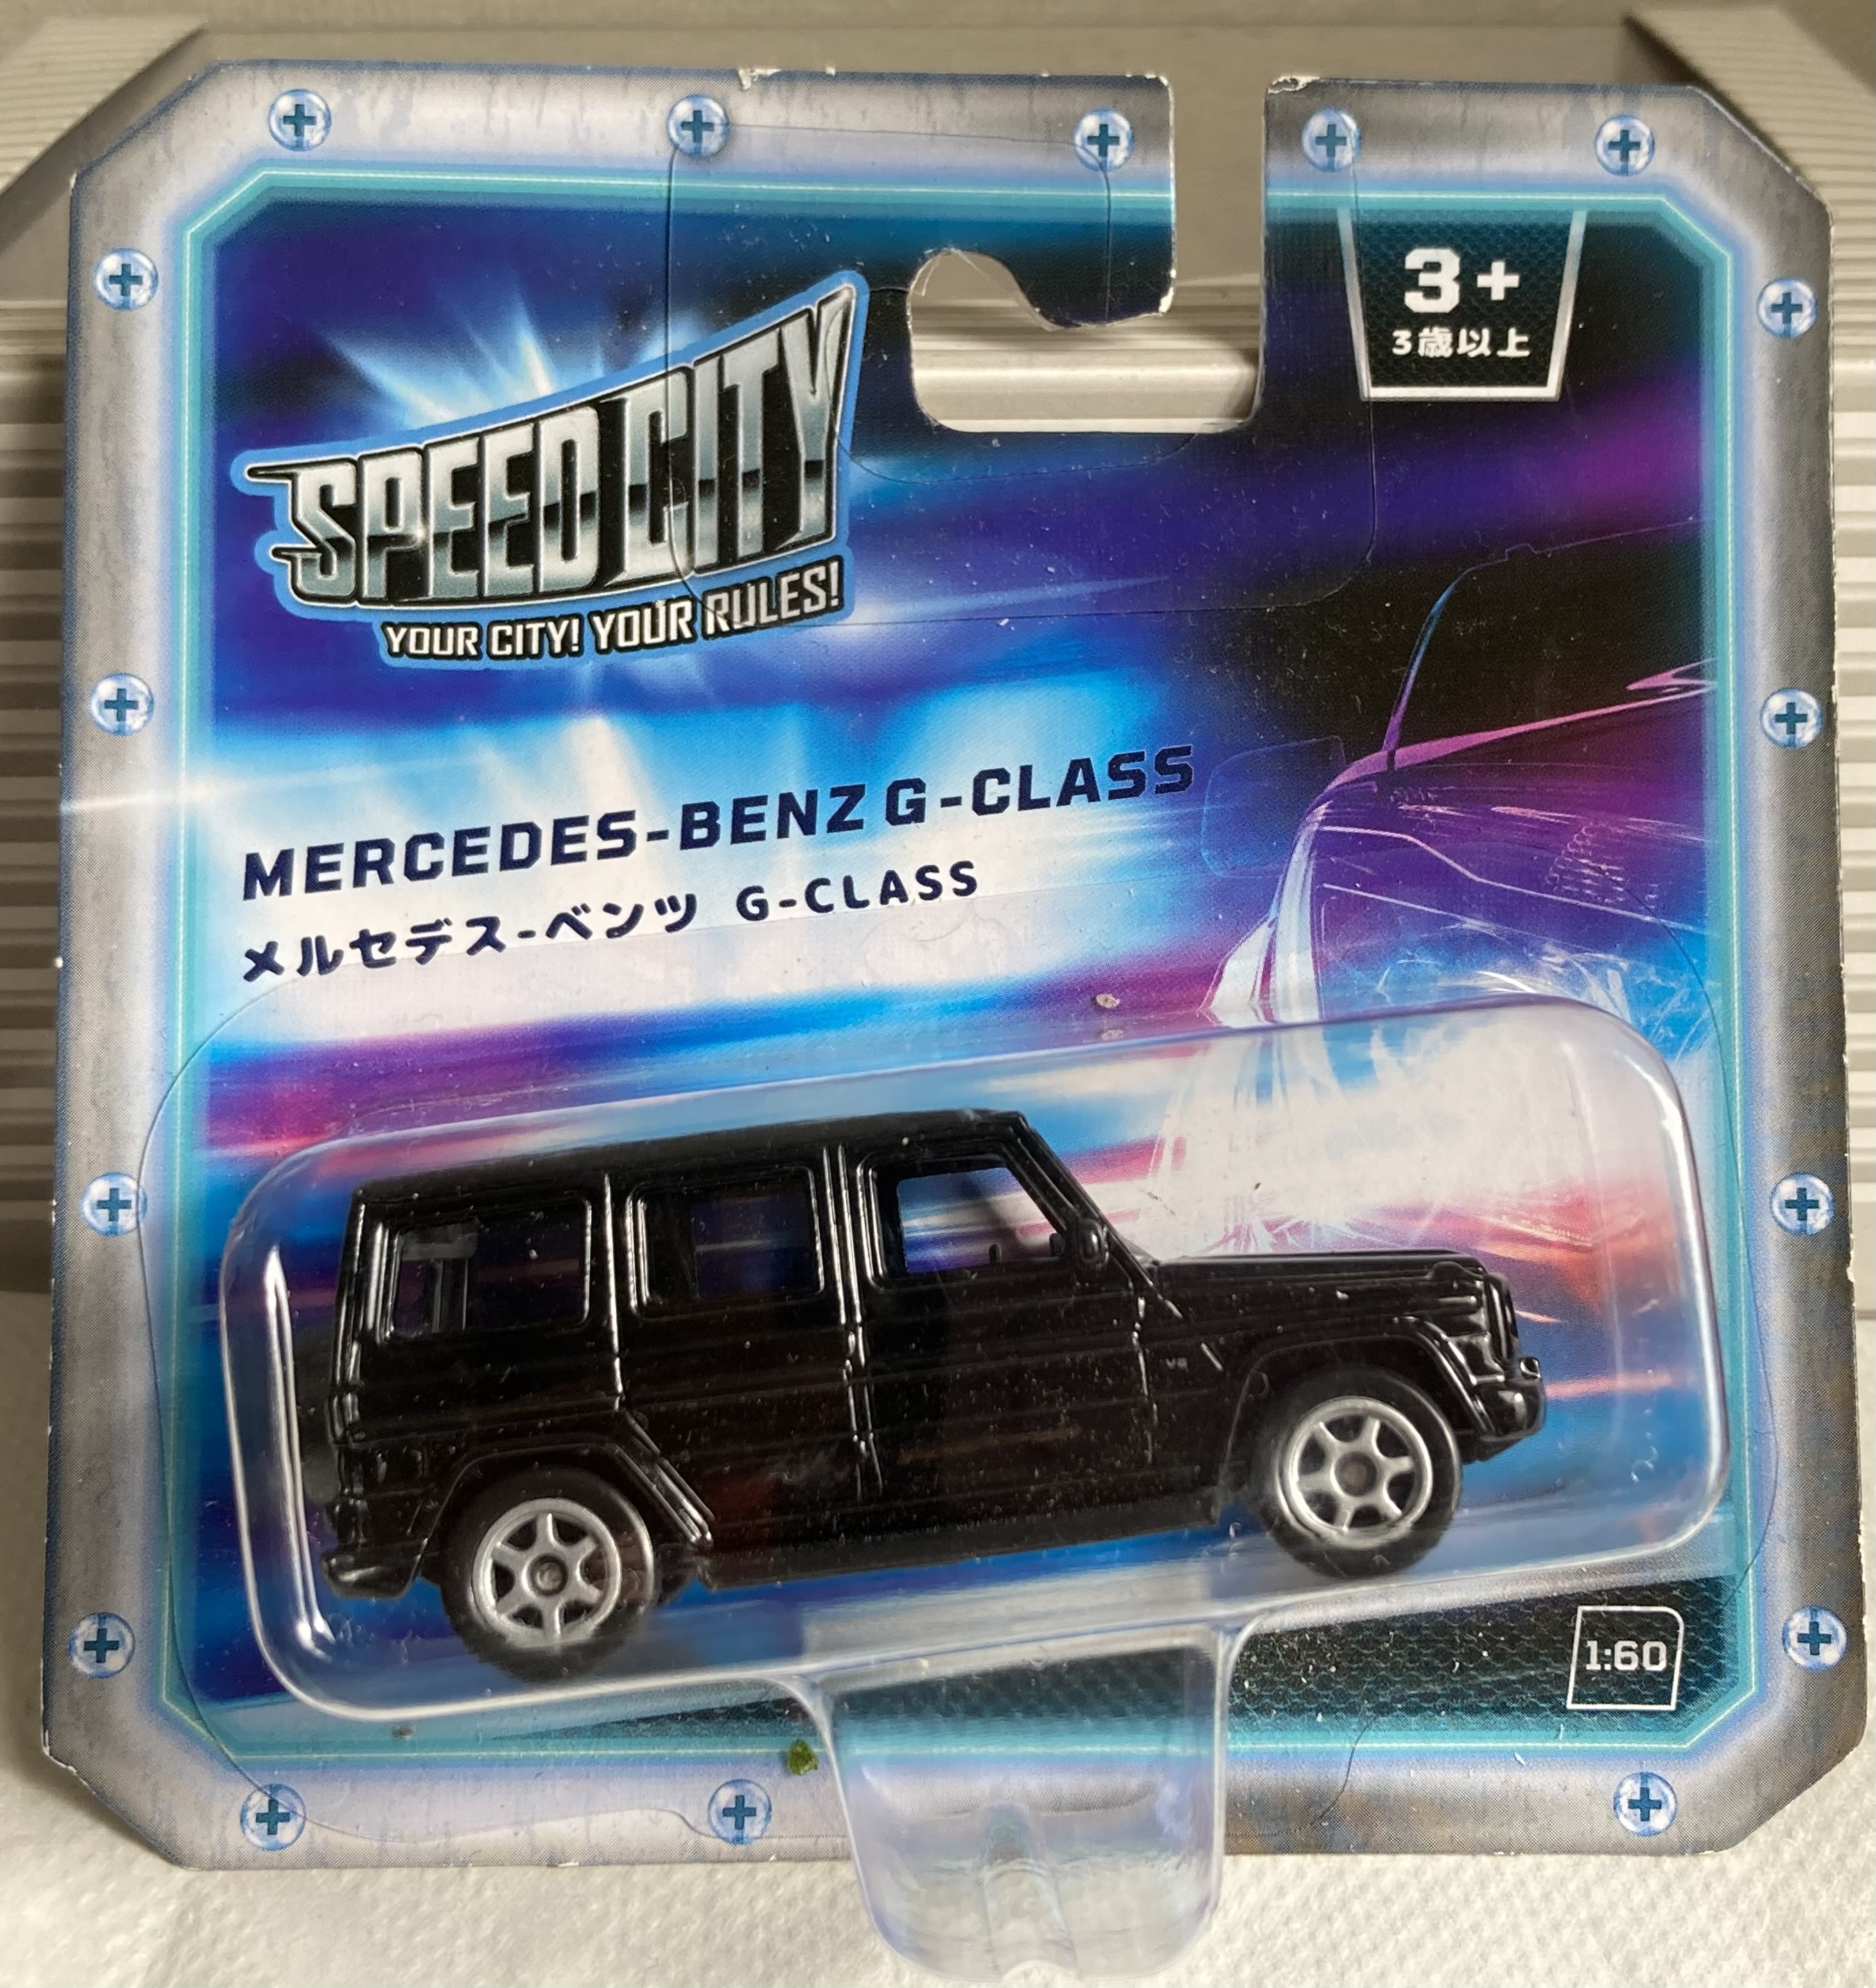 3+
3歳以上
SPEED CITY
YOUR CITY! YOUR RULES!
MERCEDES-BENZ G-CLASS
メルセデス-ベンツ G-CLASS
V8
1:60